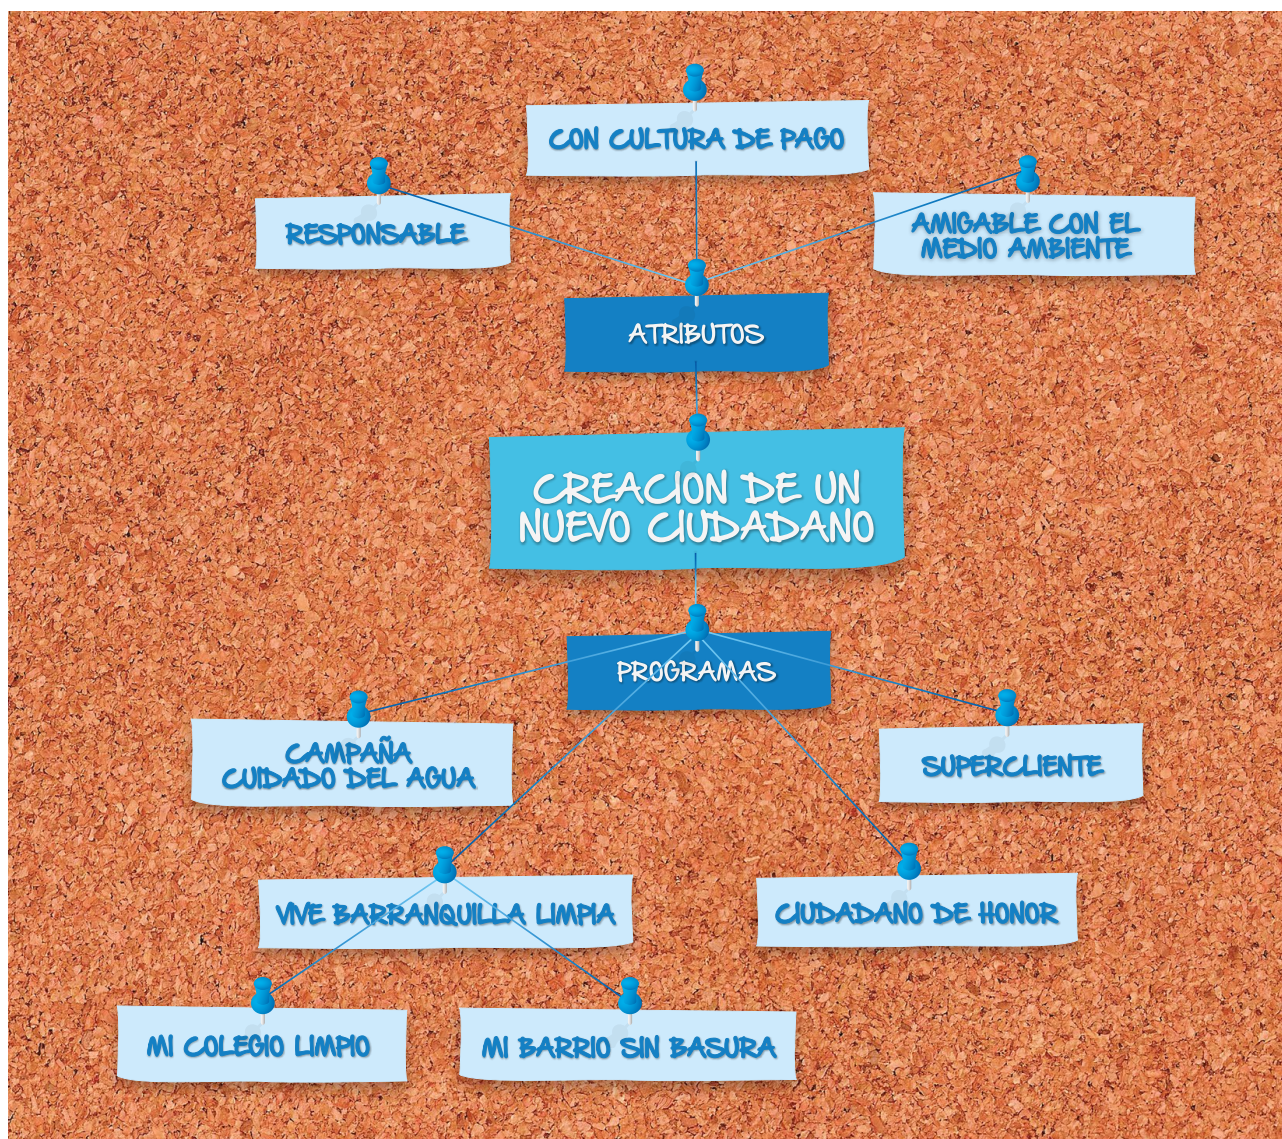 CON CULTURA DE PAGO
RESPONSABLE
AMIGABLE CON EL
MEDIO AMBIENTE
ATRIBUTOS
CREACION DE UN
NUEVO CIUDADANO
PROGRAMAS
CAMPAÑA
CUIDADO DEL AGUA
SUPERCLIENTE
VIVE BARRANQUILLA LIMPIA
CIUDADANO DE HONOR
MI COLEGIO LIMPIO
MI BARRIO SIN BASURA